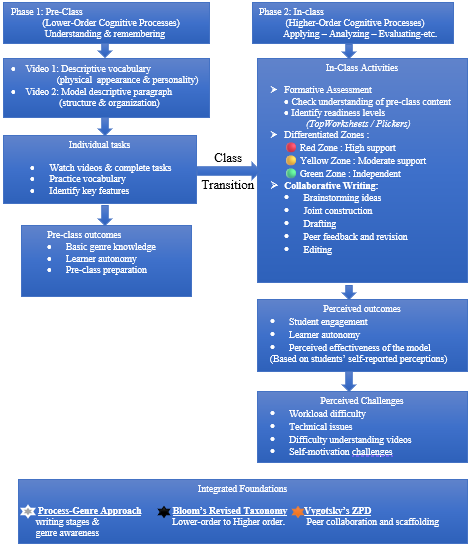 Phase 1: Pre-Class
(Lower-Order Cognitive Processes)
Understanding & remembering
• Video 1: Descriptive vocabulary
(physical appearance & personality)
• Video 2: Model descriptive paragraph
(structure & organization)
Individual tasks
• Watch videos & complete tasks
• Practice vocabulary
• Identify key features
Pre-class outcomes
• Basic genre knowledge
• Learner autonomy
• Pre-class preparation
Class
Transition
Phase 2: In-class
(Higher-Order Cognitive Processes)
Applying – Analyzing – Evaluating-etc.
In-Class Activities
➤ Formative Assessment
• Check understanding of pre-class content
• Identify readiness levels
(TopWorksheets / Plickers)
➤ Differentiated Zones :
Red Zone : High support
Yellow Zone : Moderate support
Green Zone : Independent
➤ Collaborative Writing:
• Brainstorming ideas
• Joint construction
• Drafting
• Peer feedback and revision
• Editing
Perceived outcomes
• Student engagement
• Learner autonomy
• Perceived effectiveness of the model
(Based on students' self-reported perceptions)
Perceived Challenges
• Workload difficulty
• Technical issues
• Difficulty understanding videos
• Self-motivation challenges
Integrated Foundations
Process-Genre Approach
writing stages &
genre awareness
Bloom's Revised Taxonomy
Lower-order to Higher order.
Vygotsky's ZPD
Peer collaboration and scaffolding